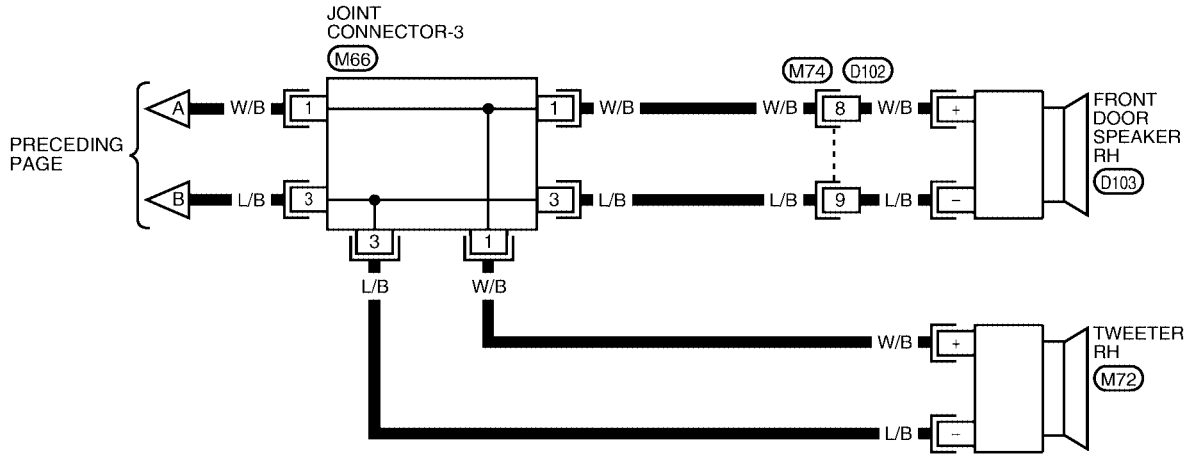 JOINT
CONNECTOR-3
M66
M74 D102
A W/B 1 1 W/B W/B 8 W/B +
FRONT
DOOR
SPEAKER
RH
D103
PRECEDING
PAGE
B L/B 3 3 L/B L/B 9 L/B -
3 1
L/B W/B
W/B +
TWEETER
RH
M72
L/B -